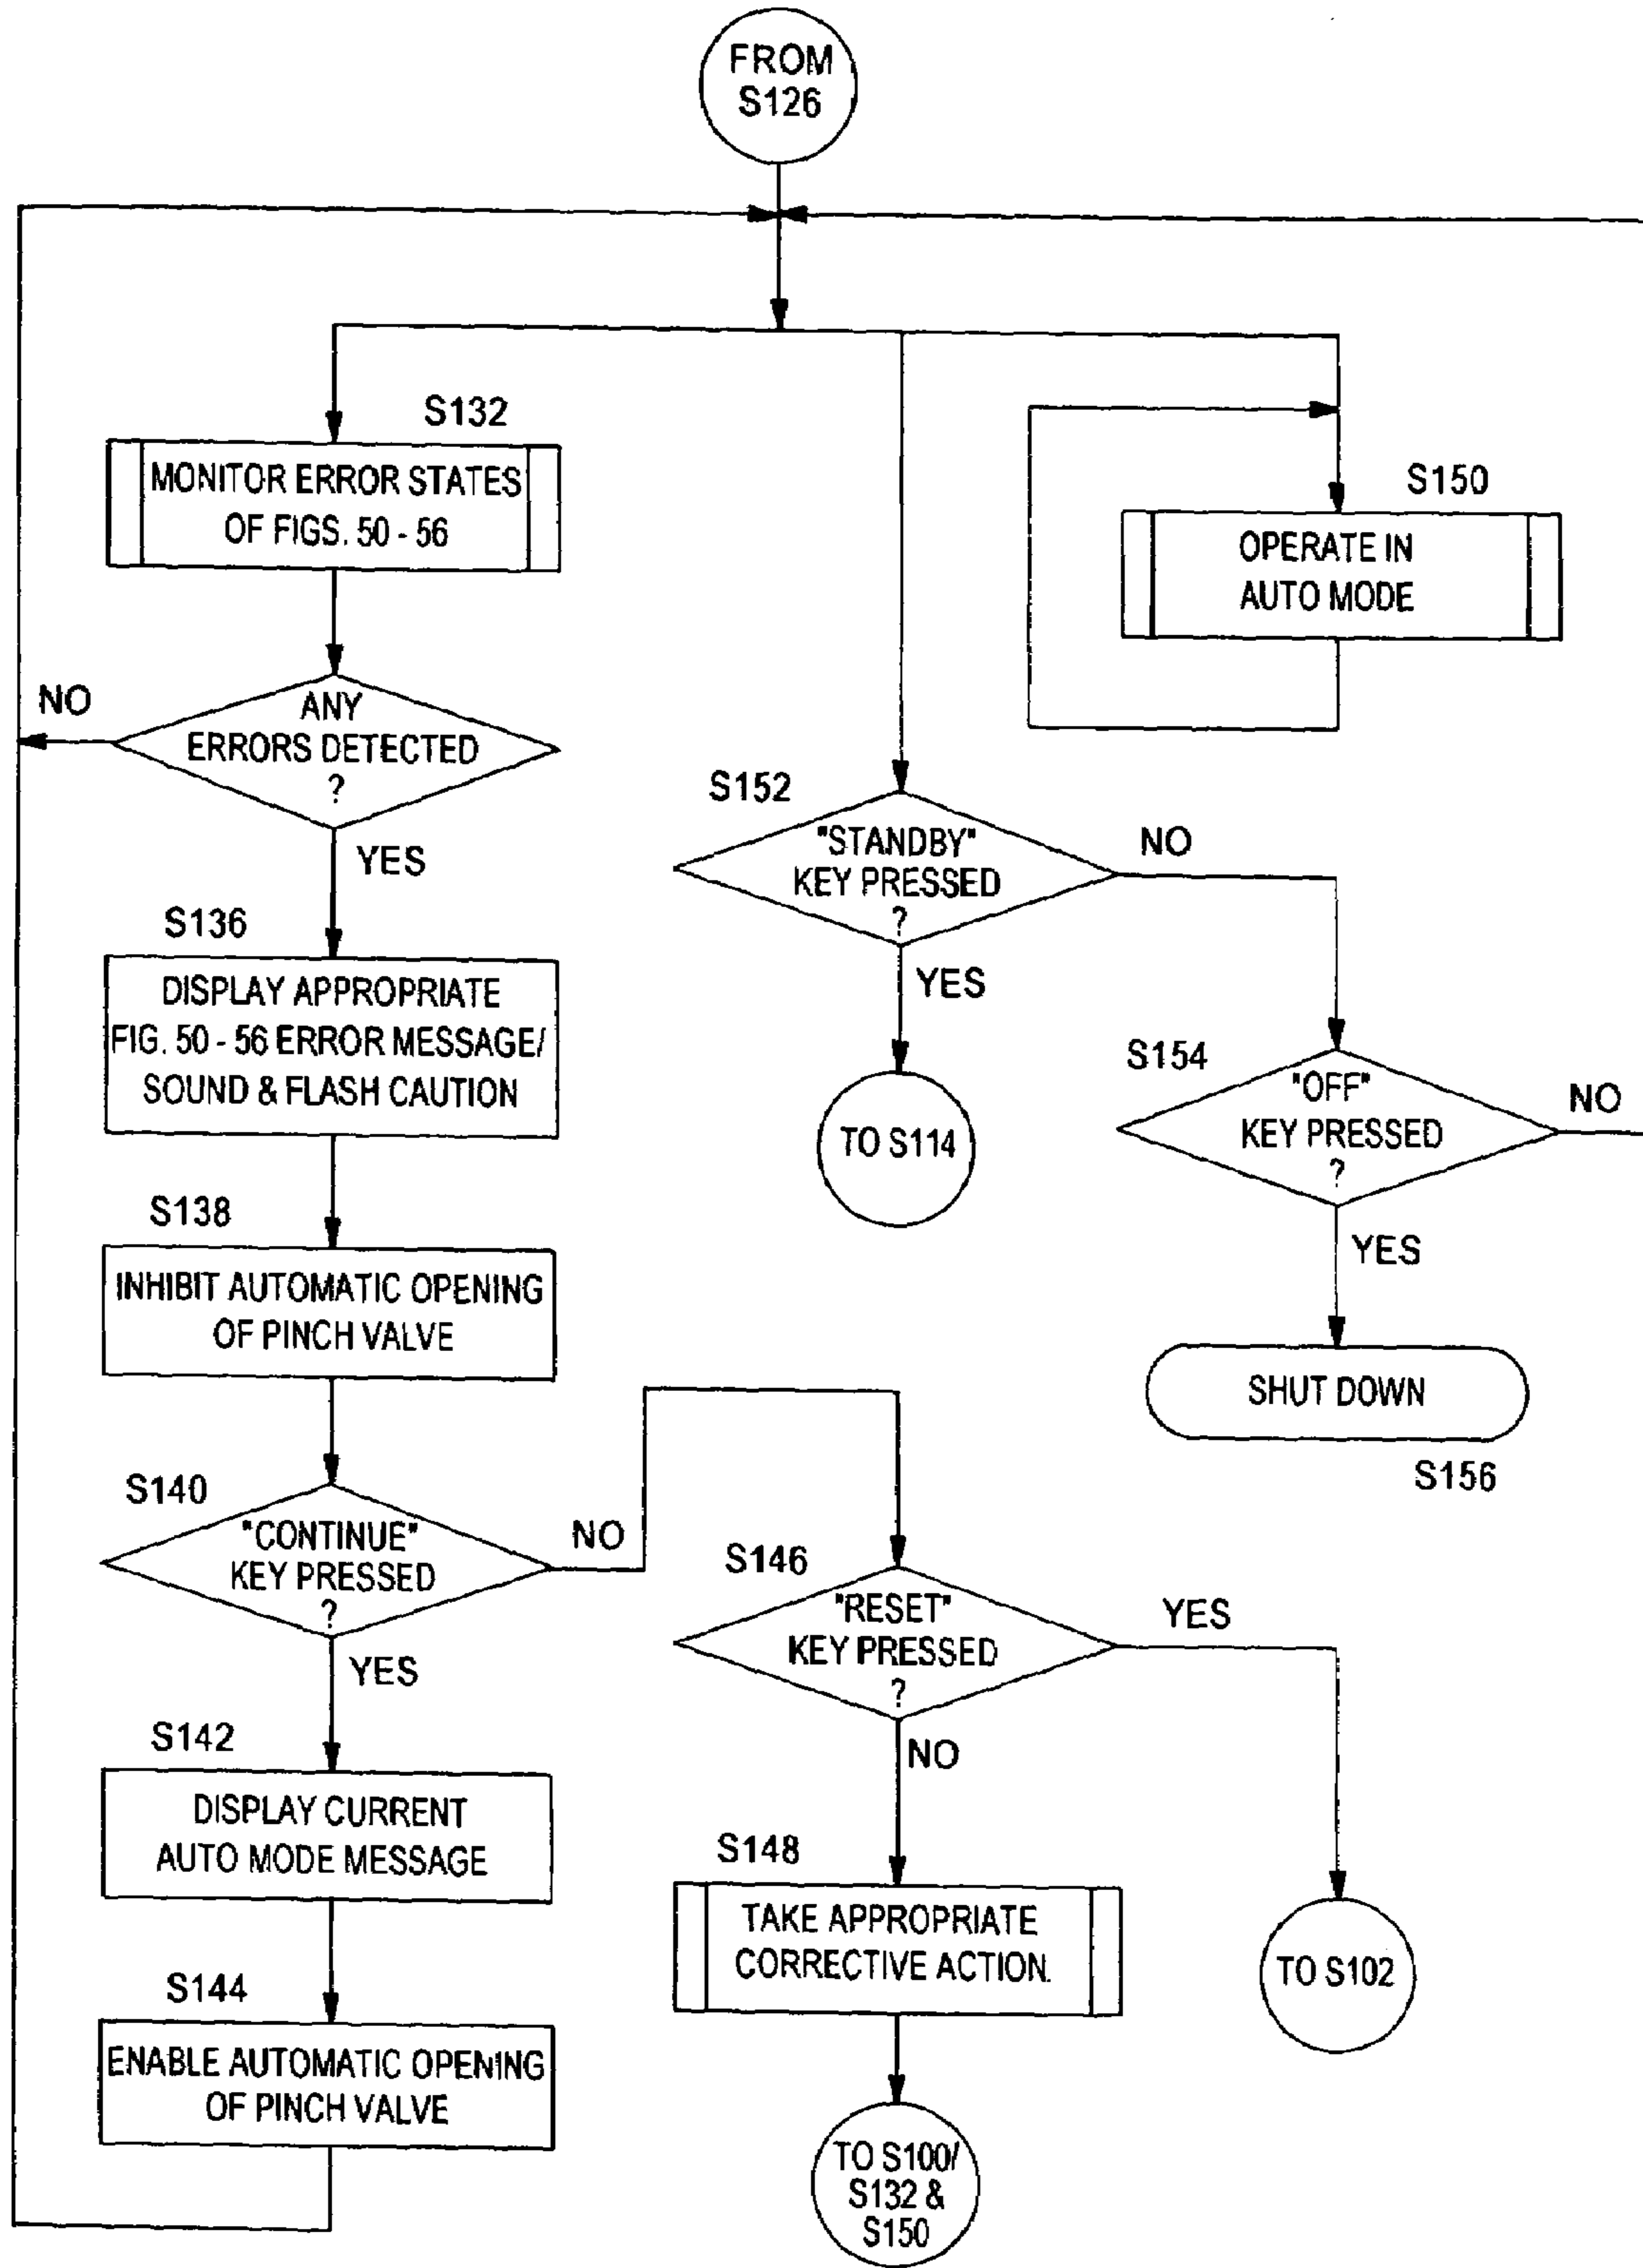 FROM
S126
S132
MONITOR ERROR STATES
OF FIGS. 50 - 56
S150
OPERATE IN
AUTO MODE
NO
ANY
ERRORS DETECTED
?
YES
S152
"STANDBY"
KEY PRESSED
?
NO
YES
TO S114
S136
DISPLAY APPROPRIATE
FIG. 50 - 56 ERROR MESSAGE/
SOUND & FLASH CAUTION
S154
"OFF"
KEY PRESSED
?
NO
YES
SHUT DOWN
S156
S138
INHIBIT AUTOMATIC OPENING
OF PINCH VALVE
S140
"CONTINUE"
KEY PRESSED
?
NO
YES
S146
"RESET"
KEY PRESSED
?
YES
NO
S142
DISPLAY CURRENT
AUTO MODE MESSAGE
S148
TAKE APPROPRIATE
CORRECTIVE ACTION.
TO S102
S144
ENABLE AUTOMATIC OPENING
OF PINCH VALVE
TO S100/
S132 &
S150